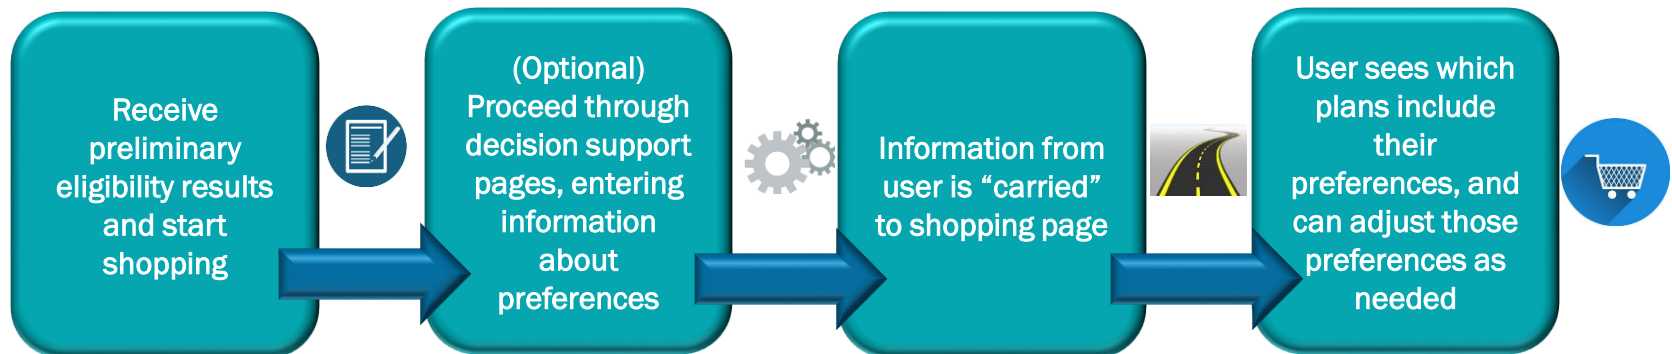 Receive
preliminary
eligibility results
and start
shopping
(Optional)
Proceed through
decision support
pages, entering
information
about
preferences
Information from
user is “carried”
to shopping page
User sees which
plans include
their
preferences, and
can adjust those
preferences as
needed